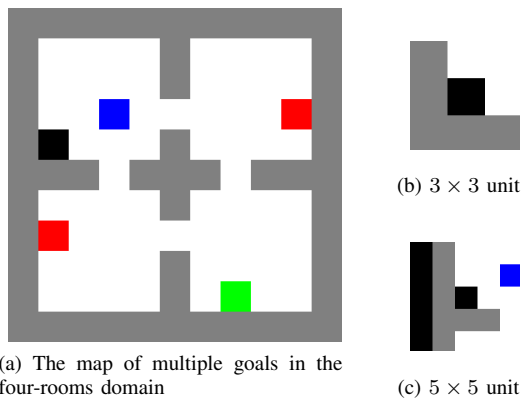 (a) The map of multiple goals in the
four-rooms domain
(b) 3 × 3 unit
(c) 5 × 5 unit